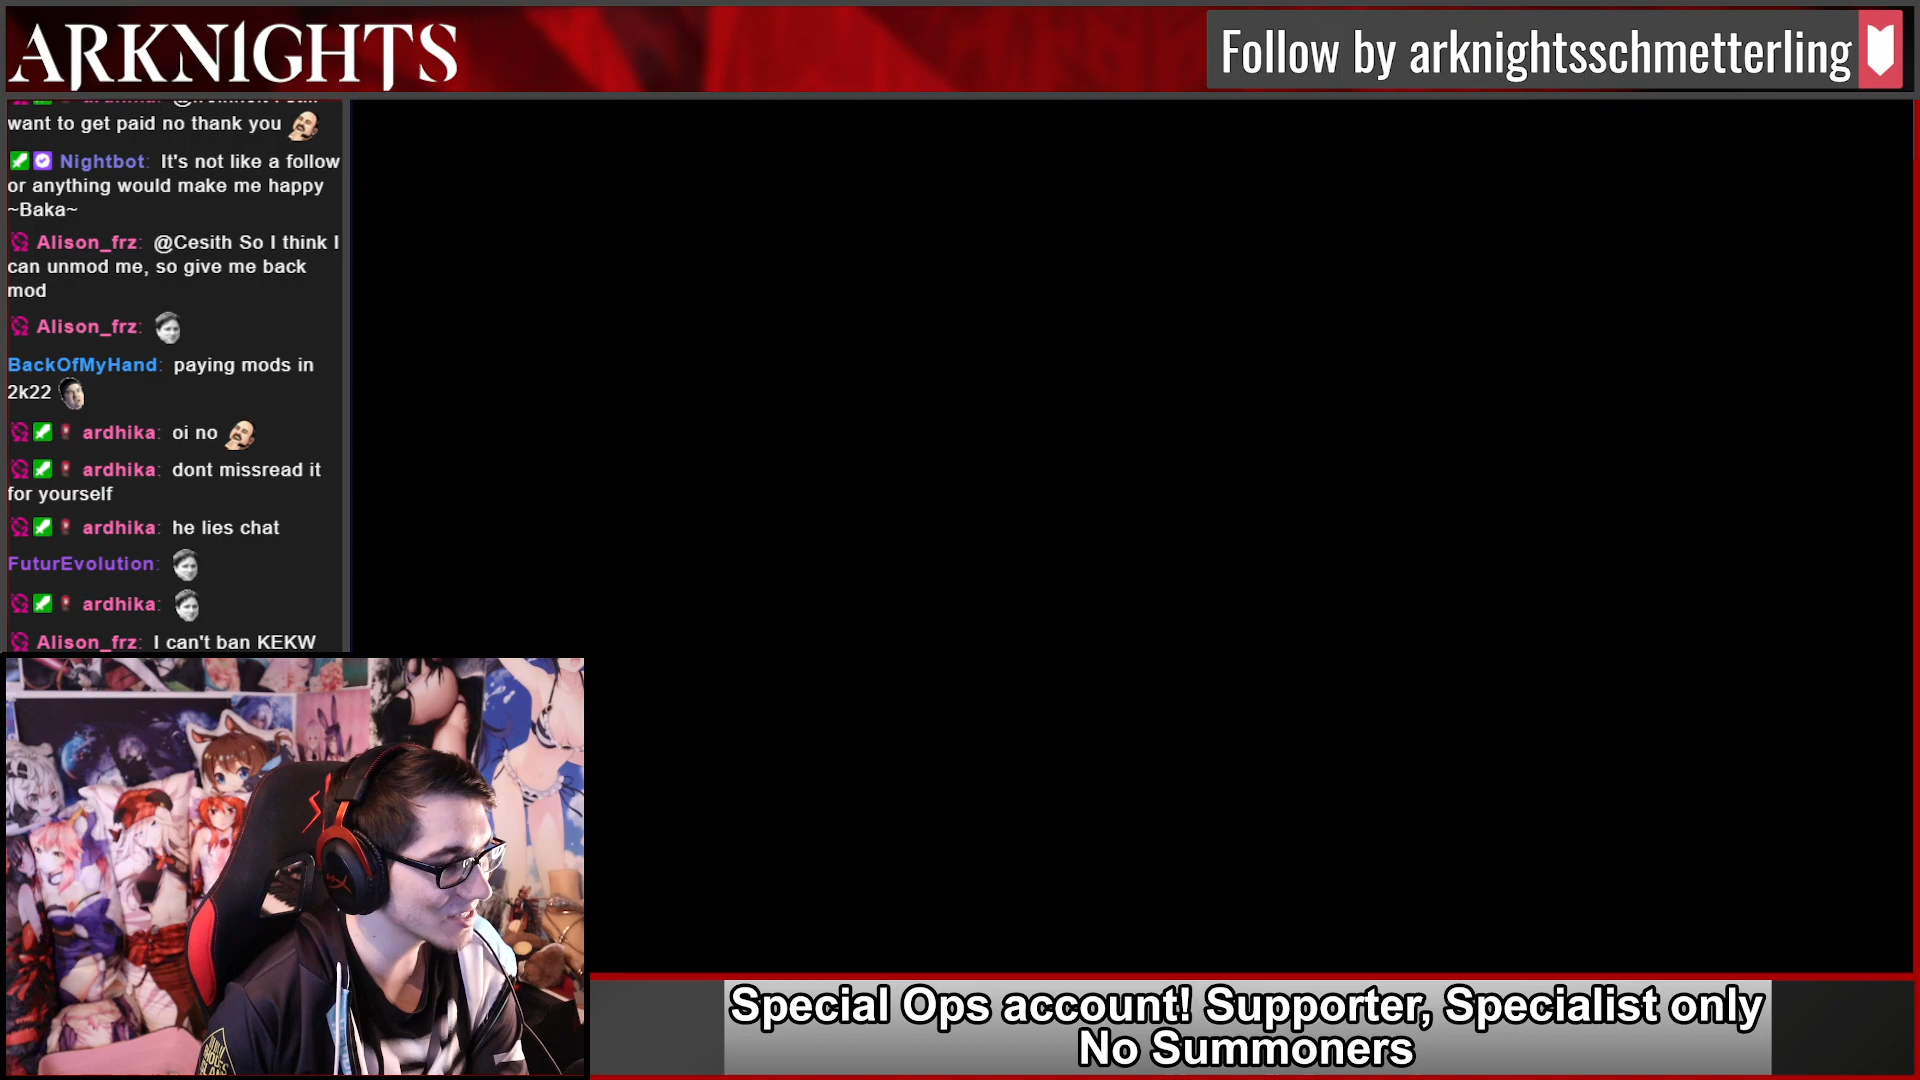 ARKNIGHTS
Follow by arknightsschmetterling
want to get paid no thank you
Nightbot: It's not like a follow
or anything would make me happy
~Baka~
Alison_frz: @Cesith So I think I
can unmod me, so give me back
mod
Alison_frz:
BackOfMyHand: paying mods in
2k22
ardhika: oi no
ardhika: dont missread it
for yourself
ardhika: he lies chat
FuturEvolution:
ardhika:
Alison_frz: I can't ban KEKW
Special Ops account! Supporter, Specialist only
No Summoners